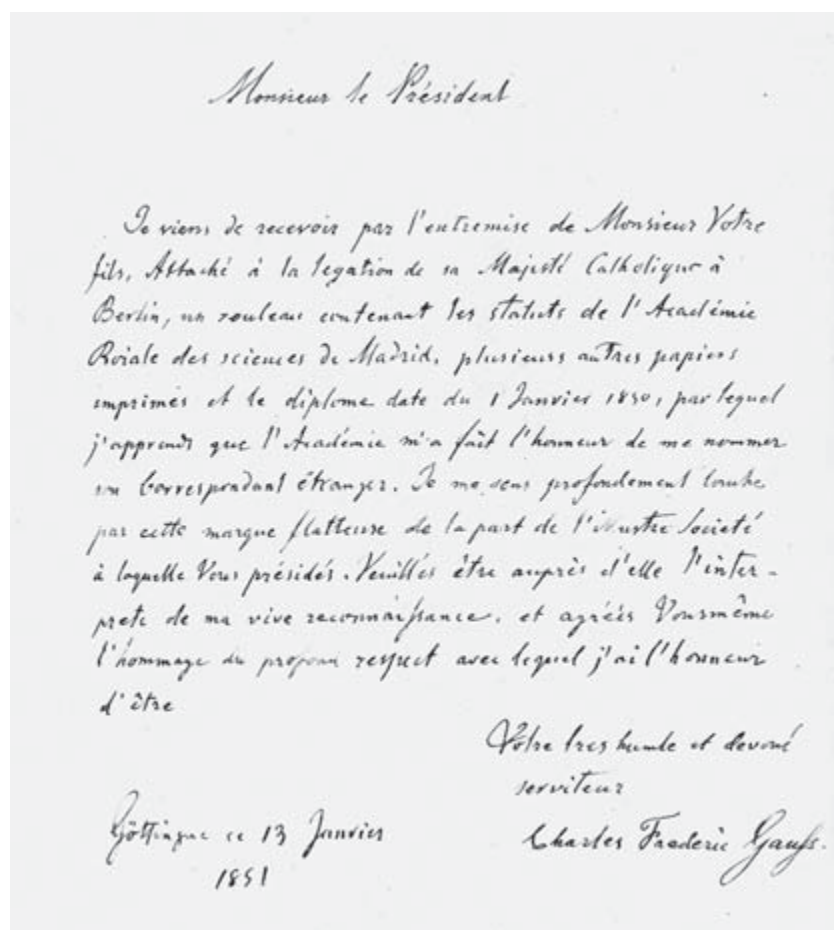 Monsieur le Président
Je viens de recevoir par l'entremise de Monsieur Votre
fils, Attaché à la legation de sa Majesté Catholique à
Berlin, un rouleau contenant les statuts de l'Académie
Roiale des sciences de Madrid, plusieurs autres papiers
imprimés et le diplome date du 1 Janvier 1850, par lequel
j'apprends que l'Académie m'a fait l'honneur de me nommer
son Correspondant étranger. Je me sens profondement touche
par cette marque flatteuse de la part de l'illustre Societé
à laquelle Vous présidés. Veuillés être auprès d'elle l'inter-
prete de ma vive reconnaissance, et agréés Vousmême
l'hommage du profond respect avec lequel j'ai l'honneur
d'être
Votre tres humle et devoué
serviteur
Göttingue ce 13 Janvier
1851
Charles Frederic Gauss.